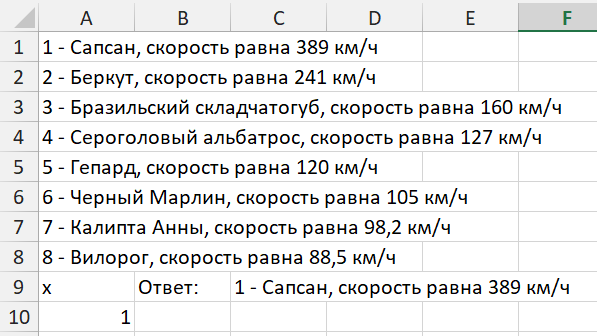 A B C D E F
1 1 - Сапсан, скорость равна 389 км/ч
2 2 - Беркут, скорость равна 241 км/ч
3 3 - Бразильский складчатогуб, скорость равна 160 км/ч
4 4 - Сероголовый альбатрос, скорость равна 127 км/ч
5 5 - Гепард, скорость равна 120 км/ч
6 6 - Черный Марлин, скорость равна 105 км/ч
7 7 - Калипта Анны, скорость равна 98,2 км/ч
8 8 - Вилорог, скорость равна 88,5 км/ч
9 x Ответ: 1 - Сапсан, скорость равна 389 км/ч
10 1